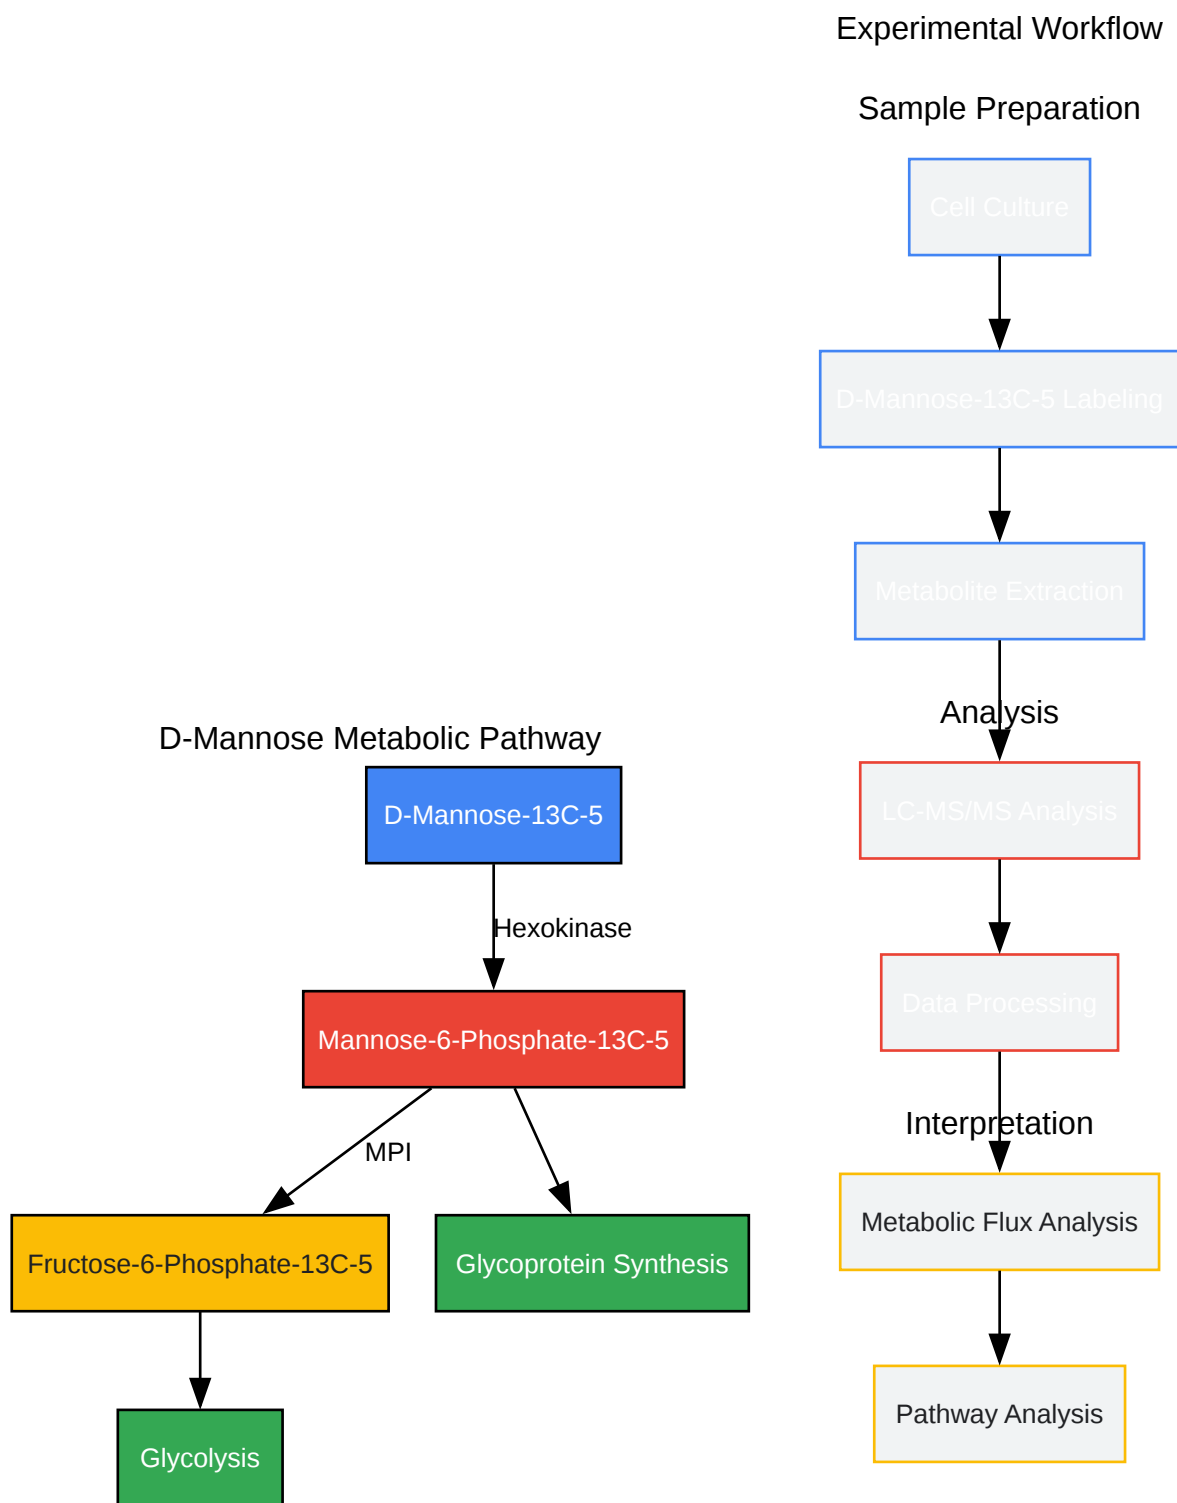 Experimental Workflow
Sample Preparation
Cell Culture
D-Mannose-13C-5 Labeling
Metabolite Extraction
Analysis
LC-MS/MS Analysis
Data Processing
Interpretation
Metabolic Flux Analysis
Pathway Analysis
D-Mannose Metabolic Pathway
D-Mannose-13C-5
Hexokinase
Mannose-6-Phosphate-13C-5
MPI
Fructose-6-Phosphate-13C-5
Glycoprotein Synthesis
Glycolysis